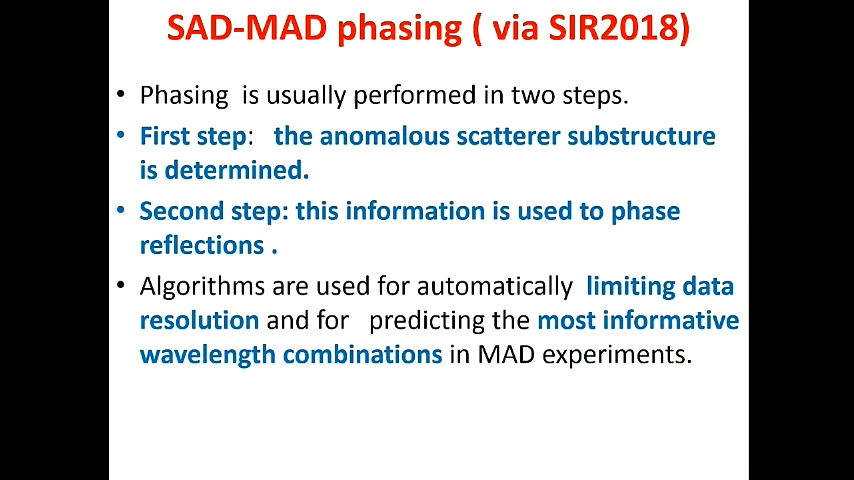 SAD-MAD phasing ( via SIR2018)
• Phasing is usually performed in two steps.
• First step: the anomalous scatterer substructure
is determined.
• Second step: this information is used to phase
reflections .
• Algorithms are used for automatically limiting data
resolution and for predicting the most informative
wavelength combinations in MAD experiments.